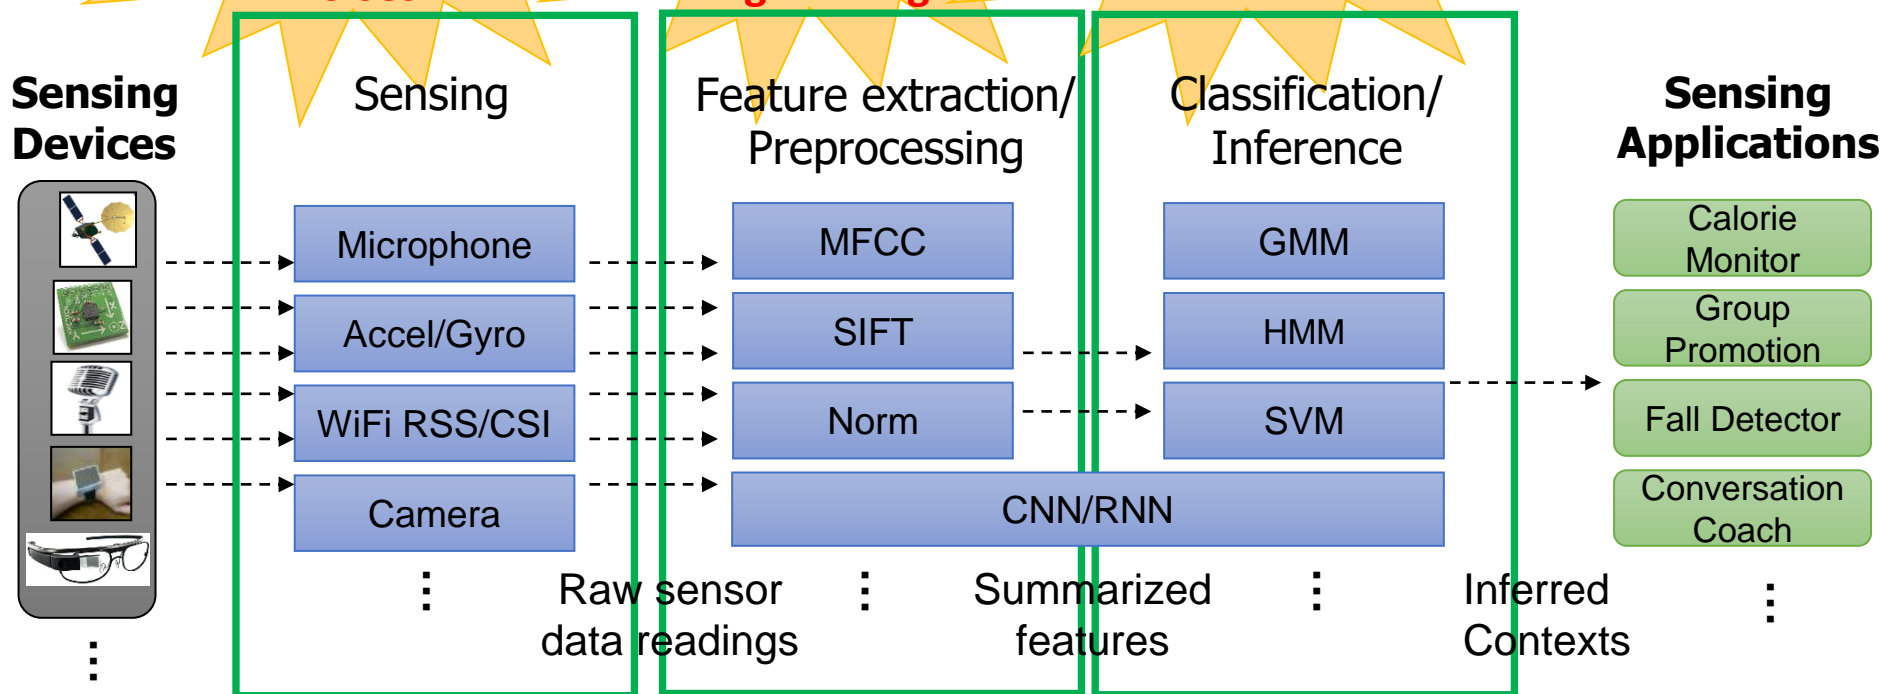 Sensing
Devices
Sensing
Microphone
Accel/Gyro
WiFi RSS/CSI
Camera
⋮
Raw sensor
data readings
Feature extraction/
Preprocessing
MFCC
SIFT
Norm
CNN/RNN
⋮
Summarized
features
Classification/
Inference
GMM
HMM
SVM
⋮
Inferred
Contexts
Sensing
Applications
Calorie
Monitor
Group
Promotion
Fall Detector
Conversation
Coach
⋮
⋮